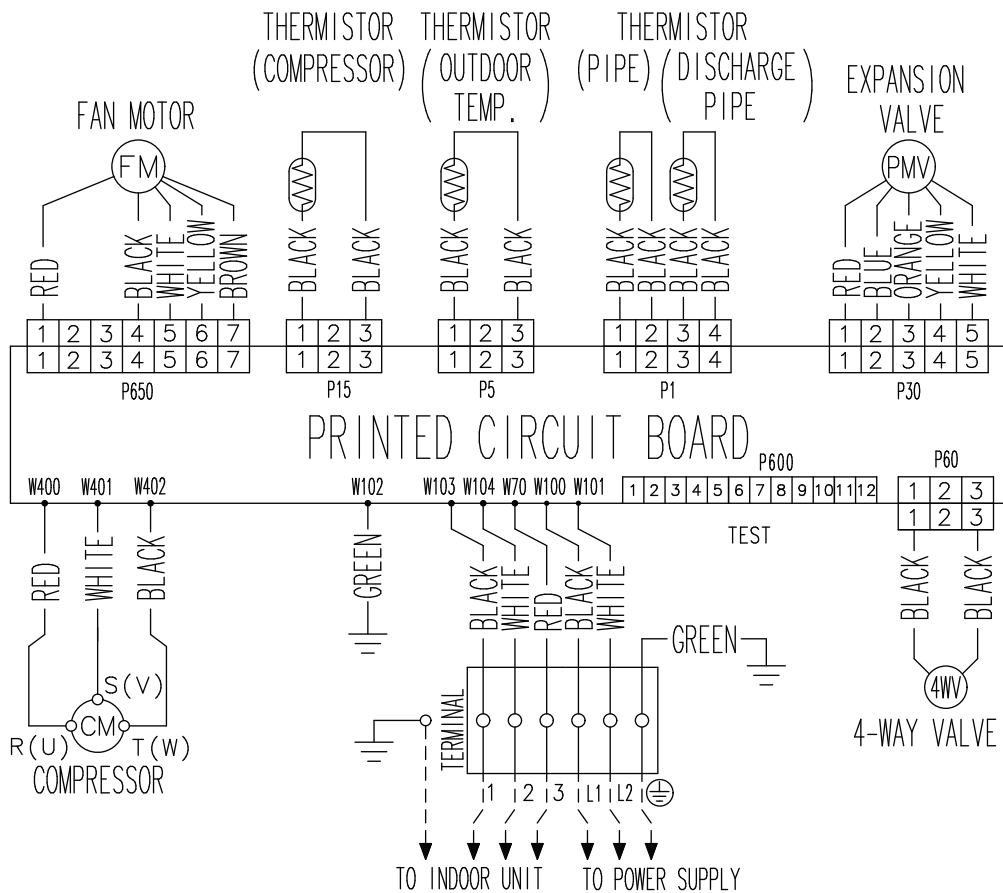 THERMISTOR THERMISTOR THERMISTOR
(COMPRESSOR) (OUTDOOR TEMP.) (PIPE) (DISCHARGE PIPE)
EXPANSION
VALVE
FAN MOTOR
FM
PMV
RED BLACK WHITE YELLOW BROWN
BLACK BLACK
BLACK BLACK
BLACK BLACK BLACK BLACK
RED BLUE ORANGE YELLOW WHITE
1 2 3 4 5 6 7 1 2 3 1 2 3 1 2 3 4 1 2 3 4 5
1 2 3 4 5 6 7 1 2 3 1 2 3 1 2 3 4 1 2 3 4 5
P650 P15 P5 P1 P30
PRINTED CIRCUIT BOARD
P600 P60
W400 W401 W402 W102 W103 W104 W70 W100 W101
1 2 3 4 5 6 7 8 9 10 11 12
1 2 3
1 2 3
TEST
RED WHITE BLACK
GREEN
BLACK WHITE RED BLACK WHITE
BLACK BLACK
GREEN
S(V)
4WV
CM
R(U) T(W)
COMPRESSOR
TERMINAL
4-WAY VALVE
1 2 3 L1 L2
TO INDOOR UNIT TO POWER SUPPLY